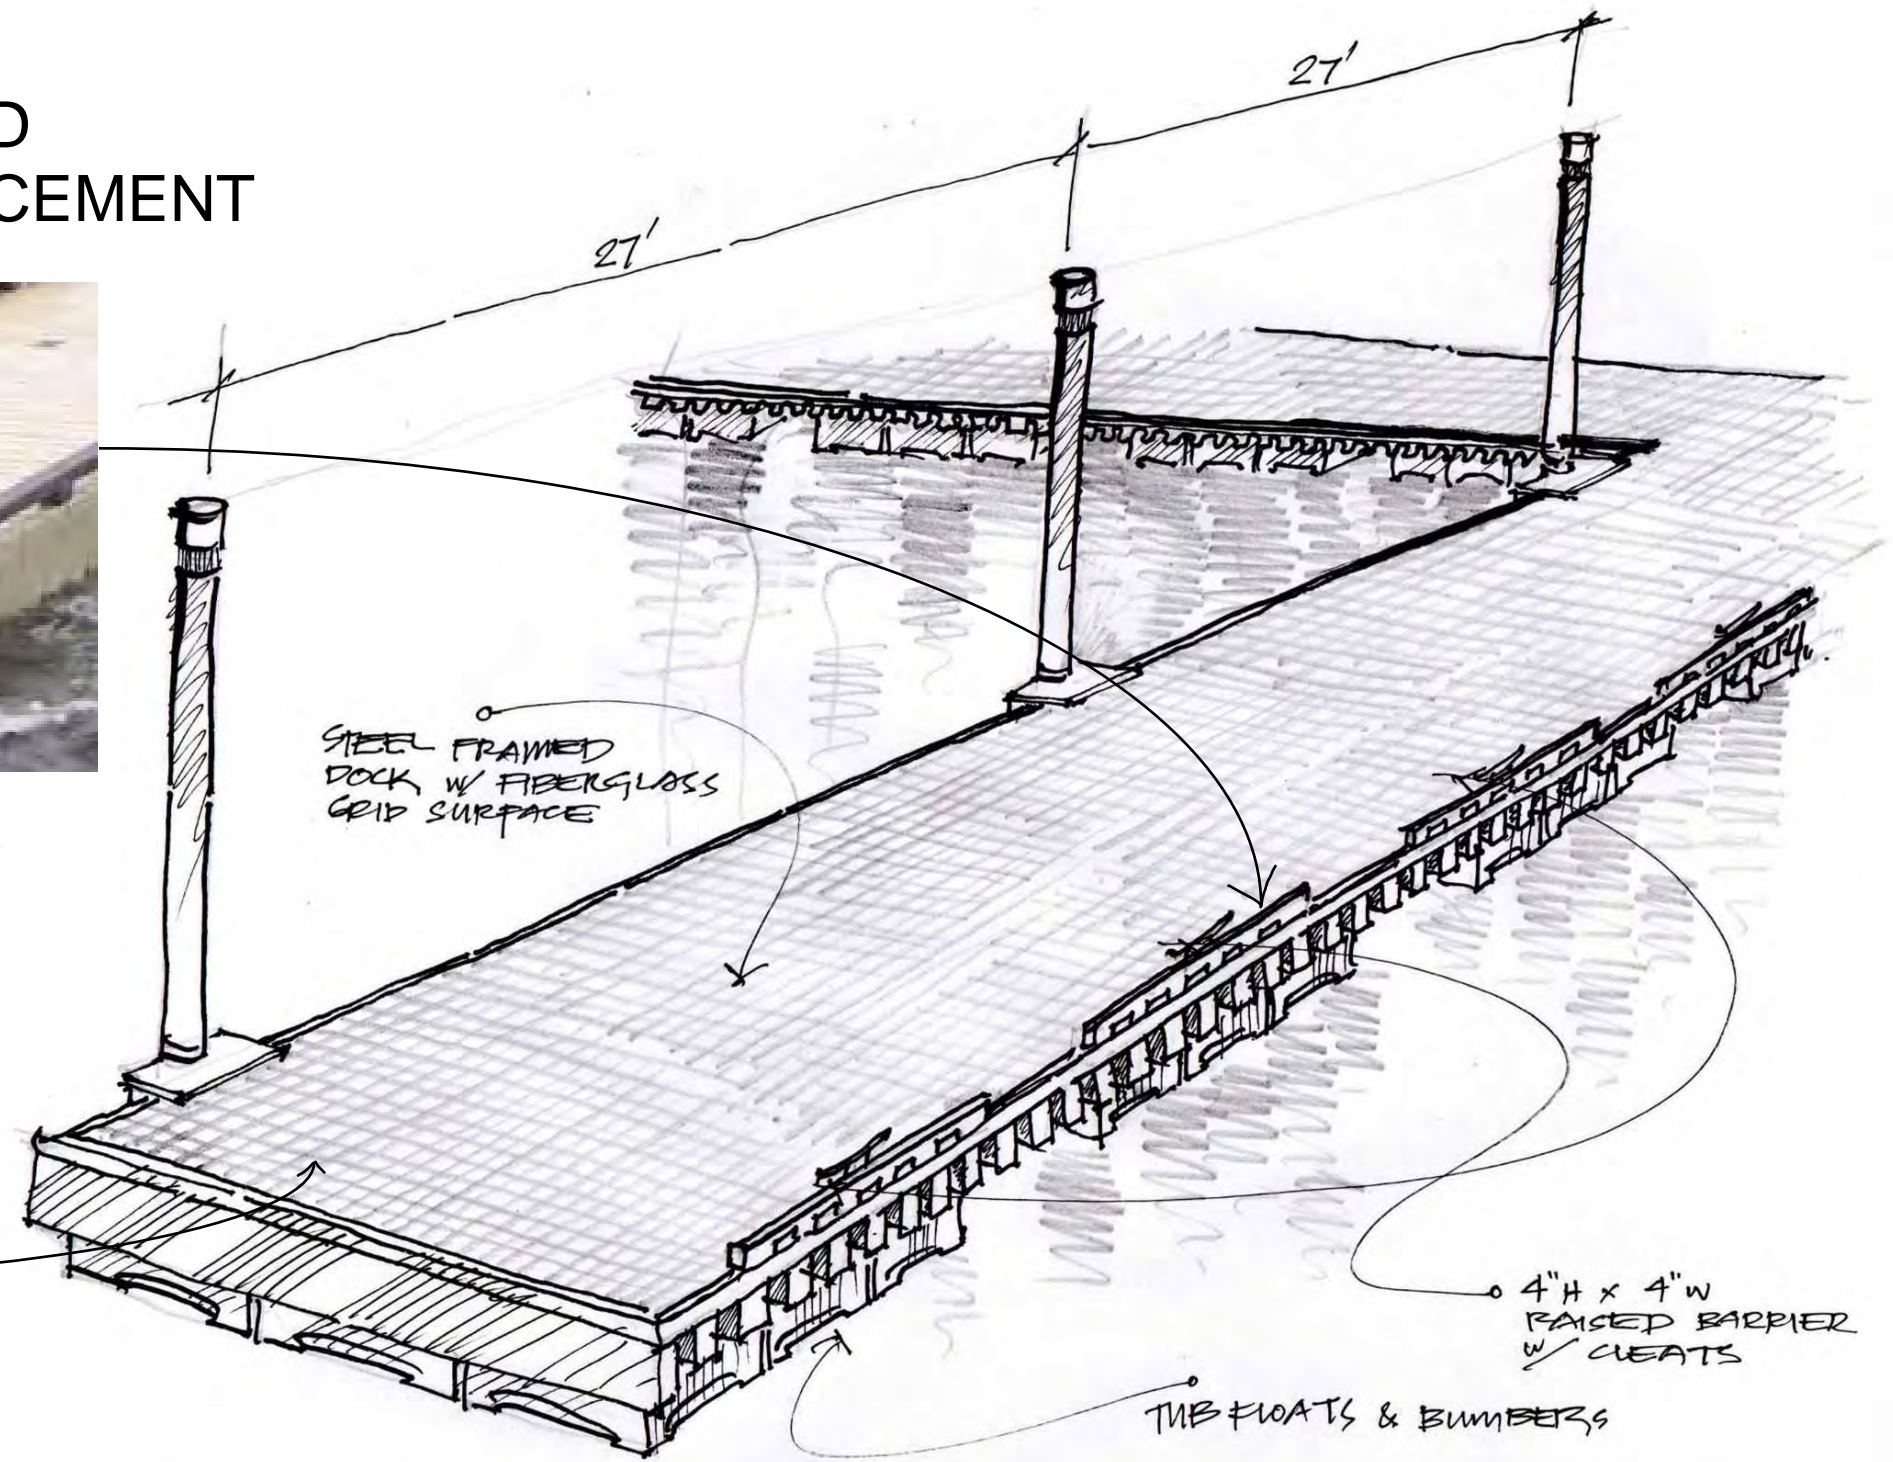 D
CEMENT
27'
27'
STEEL FRAMED
DOCK W/ FIBERGLASS
GRID SURFACE
4"H x 4"W
RAISED BARRIER
W/ CLEATS
TUB FLOATS & BUMBERS